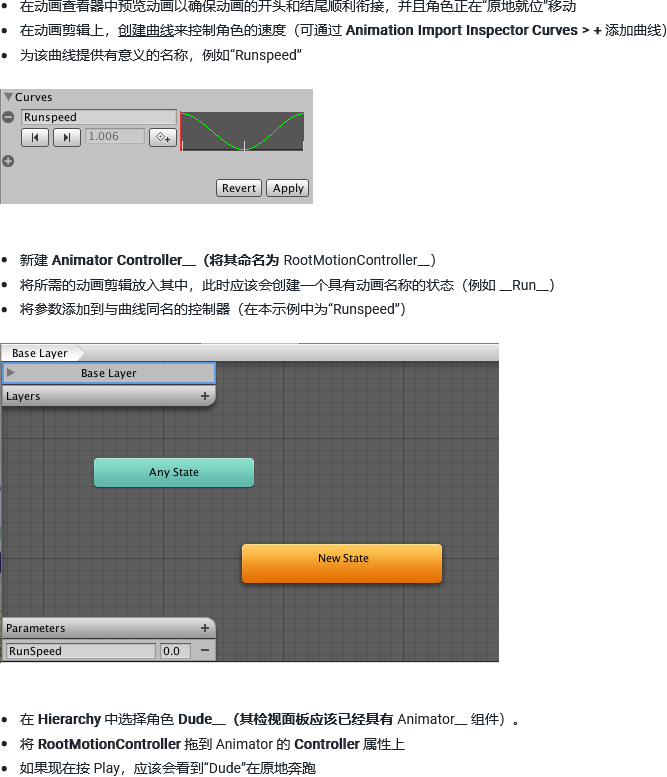 在动画查看器中预览动画以确保动画的开头和结尾顺利衔接，并且角色正在“原地就位”移动
在动画剪辑上，创建曲线来控制角色的速度（可通过 Animation Import Inspector Curves > + 添加曲线）
为该曲线提供有意义的名称，例如“Runspeed”
Curves
Runspeed
1.006
Revert Apply
新建 Animator Controller__（将其命名为 RootMotionController__）
将所需的动画剪辑放入其中，此时应该会创建一个具有动画名称的状态（例如 __Run__）
将参数添加到与曲线同名的控制器（在本示例中为“Runspeed”）
Base Layer
Base Layer
Layers +
Any State
New State
Parameters +
RunSpeed 0.0 −
在 Hierarchy 中选择角色 Dude__（其检视面板应该已经具有 Animator__ 组件）。
将 RootMotionController 拖到 Animator 的 Controller 属性上
如果现在按 Play，应该会看到“Dude”在原地奔跑